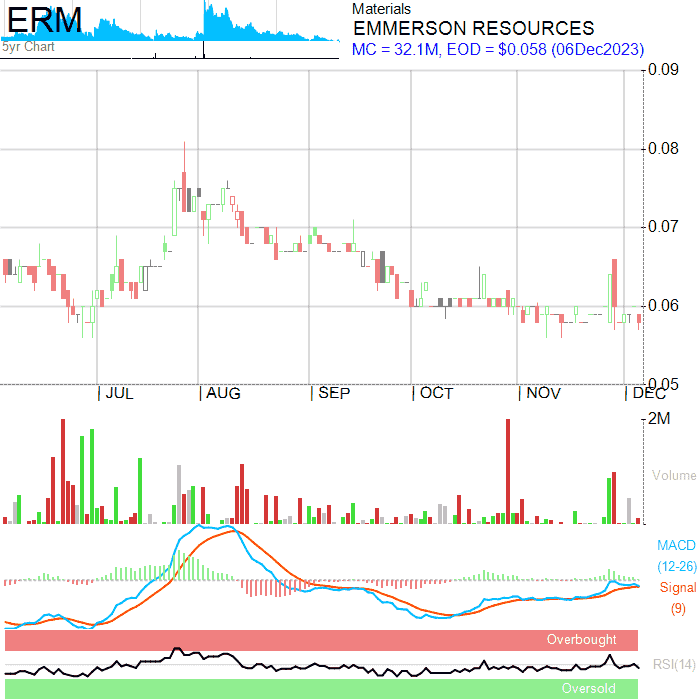 ERM
5yr Chart
Materials
EMMERSON RESOURCES
MC = 32.1M, EOD = $0.058 (06Dec2023)
0.09
0.08
0.07
0.06
0.05
JUL AUG SEP OCT NOV DEC
2M
Volume
MACD
(12-26)
Signal
(9)
Overbought
RSI(14)
Oversold